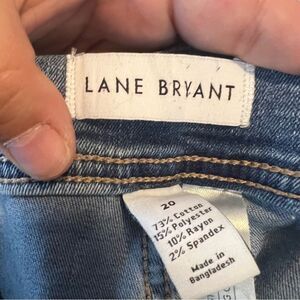 LANE BRYANT
20
73% Cotton
15% Polyester
10% Rayon
2% Spandex
Made in
Bangladesh